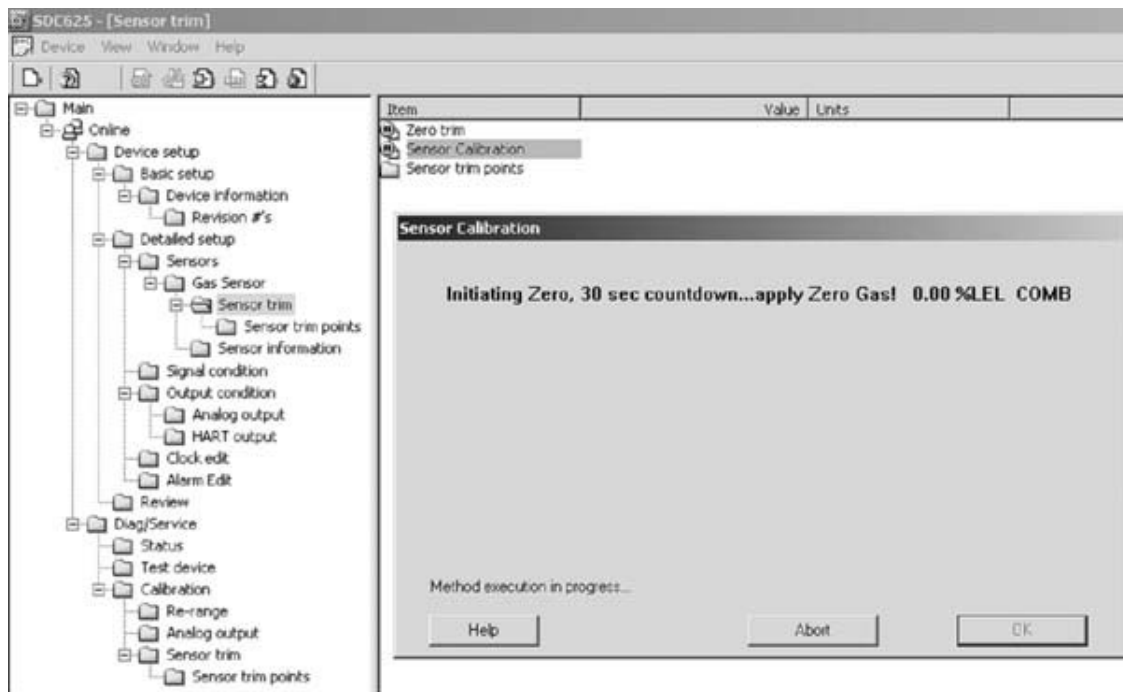 SDC625 - [Sensor trim]
Device View Window Help
Main
Online
Device setup
Basic setup
Device information
Revision #'s
Detailed setup
Sensors
Gas Sensor
Sensor trim
Sensor trim points
Sensor information
Signal condition
Output condition
Analog output
HART output
Clock edit
Alarm Edit
Review
Diag/Service
Status
Test device
Calibration
Re-range
Analog output
Sensor trim
Sensor trim points
Item Value Units
Zero trim
Sensor Calibration
Sensor trim points
Sensor Calibration
Initiating Zero, 30 sec countdown...apply Zero Gas! 0.00 %LEL COMB
Method execution in progress...
Help Abort OK